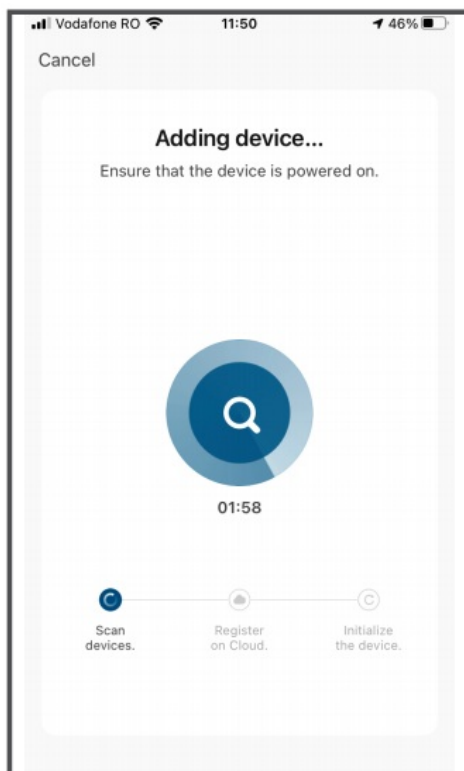 Vodafone RO 11:50 46%
Cancel
Adding device...
Ensure that the device is powered on.
01:58
Scan Register Initialize
devices. on Cloud. the device.